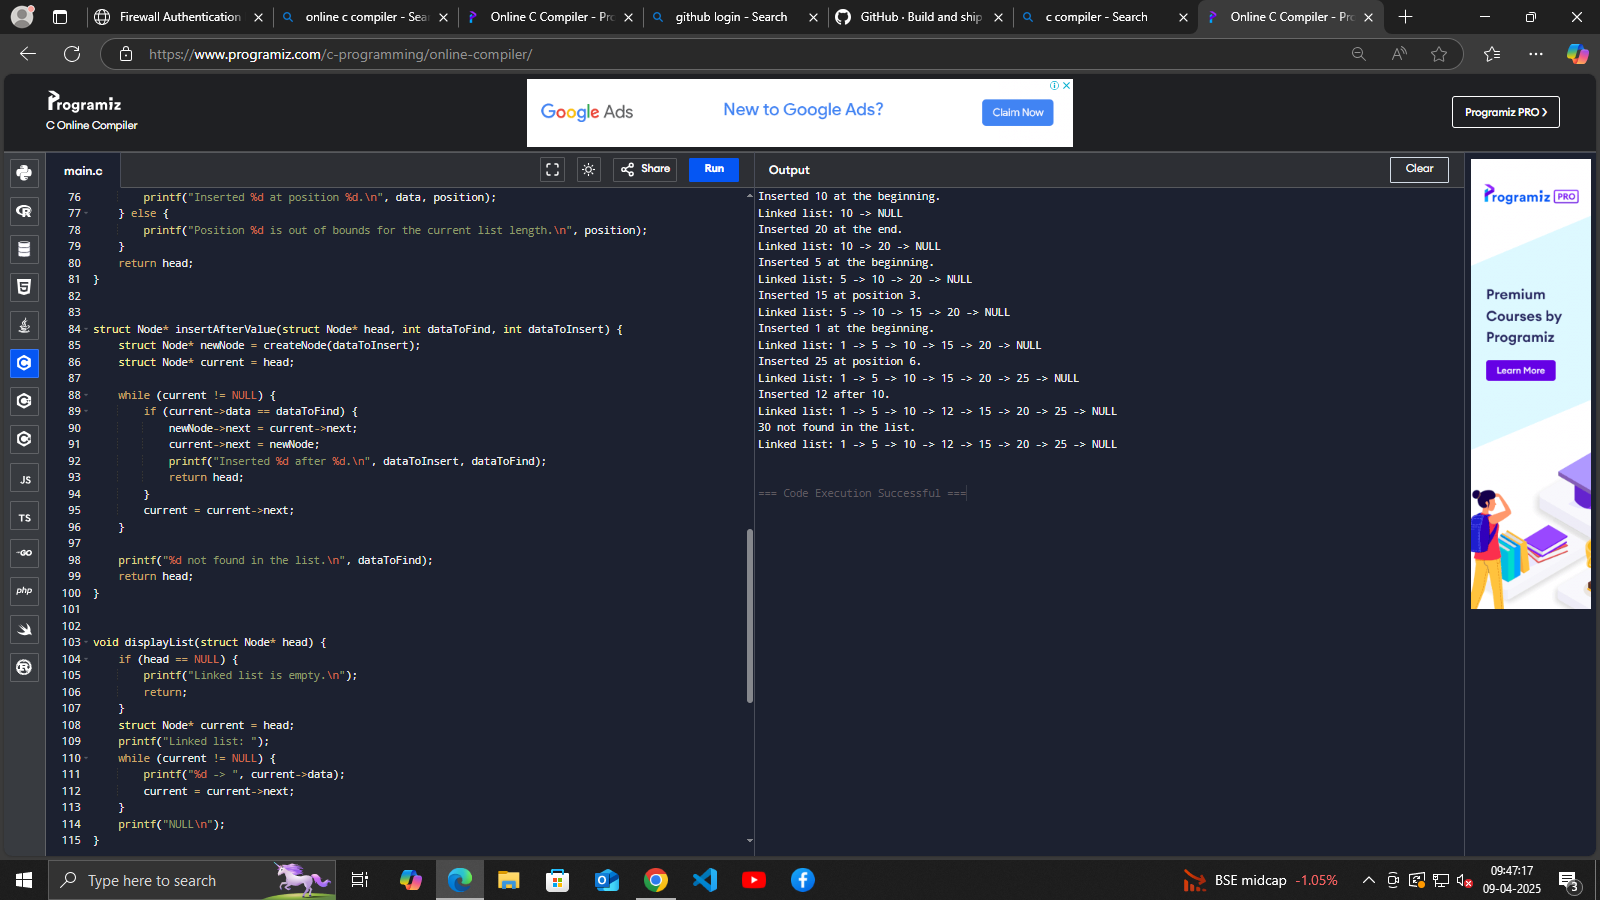 Firewall Authentication
online c compiler - Sear
Online C Compiler - Pro
github login - Search
GitHub · Build and ship
c compiler - Search
Online C Compiler - Pro
https://www.programiz.com/c-programming/online-compiler/
Programiz
C Online Compiler
Google Ads
New to Google Ads?
Claim Now
Programiz PRO >
main.c
Share
Run
76 printf("Inserted %d at position %d.\n", data, position);
77 } else {
78 printf("Position %d is out of bounds for the current list length.\n", position);
79 }
80 return head;
81 }
82
83
84 struct Node* insertAfterValue(struct Node* head, int dataToFind, int dataToInsert) {
85 struct Node* newNode = createNode(dataToInsert);
86 struct Node* current = head;
87
88 while (current != NULL) {
89 if (current->data == dataToFind) {
90 newNode->next = current->next;
91 current->next = newNode;
92 printf("Inserted %d after %d.\n", dataToInsert, dataToFind);
93 return head;
94 }
95 current = current->next;
96 }
97
98 printf("%d not found in the list.\n", dataToFind);
99 return head;
100 }
101
102
103 void displayList(struct Node* head) {
104 if (head == NULL) {
105 printf("Linked list is empty.\n");
106 return;
107 }
108 struct Node* current = head;
109 printf("Linked list: ");
110 while (current != NULL) {
111 printf("%d -> ", current->data);
112 current = current->next;
113 }
114 printf("NULL\n");
115 }
Output
Clear
Inserted 10 at the beginning.
Linked list: 10 -> NULL
Inserted 20 at the end.
Linked list: 10 -> 20 -> NULL
Inserted 5 at the beginning.
Linked list: 5 -> 10 -> 20 -> NULL
Inserted 15 at position 3.
Linked list: 5 -> 10 -> 15 -> 20 -> NULL
Inserted 1 at the beginning.
Linked list: 1 -> 5 -> 10 -> 15 -> 20 -> NULL
Inserted 25 at position 6.
Linked list: 1 -> 5 -> 10 -> 15 -> 20 -> 25 -> NULL
Inserted 12 after 10.
Linked list: 1 -> 5 -> 10 -> 12 -> 15 -> 20 -> 25 -> NULL
30 not found in the list.
Linked list: 1 -> 5 -> 10 -> 12 -> 15 -> 20 -> 25 -> NULL
=== Code Execution Successful ===
Programiz PRO
Premium
Courses by
Programiz
Learn More
JS
TS
GO
php
Type here to search
BSE midcap -1.05%
09:47:17
09-04-2025
3